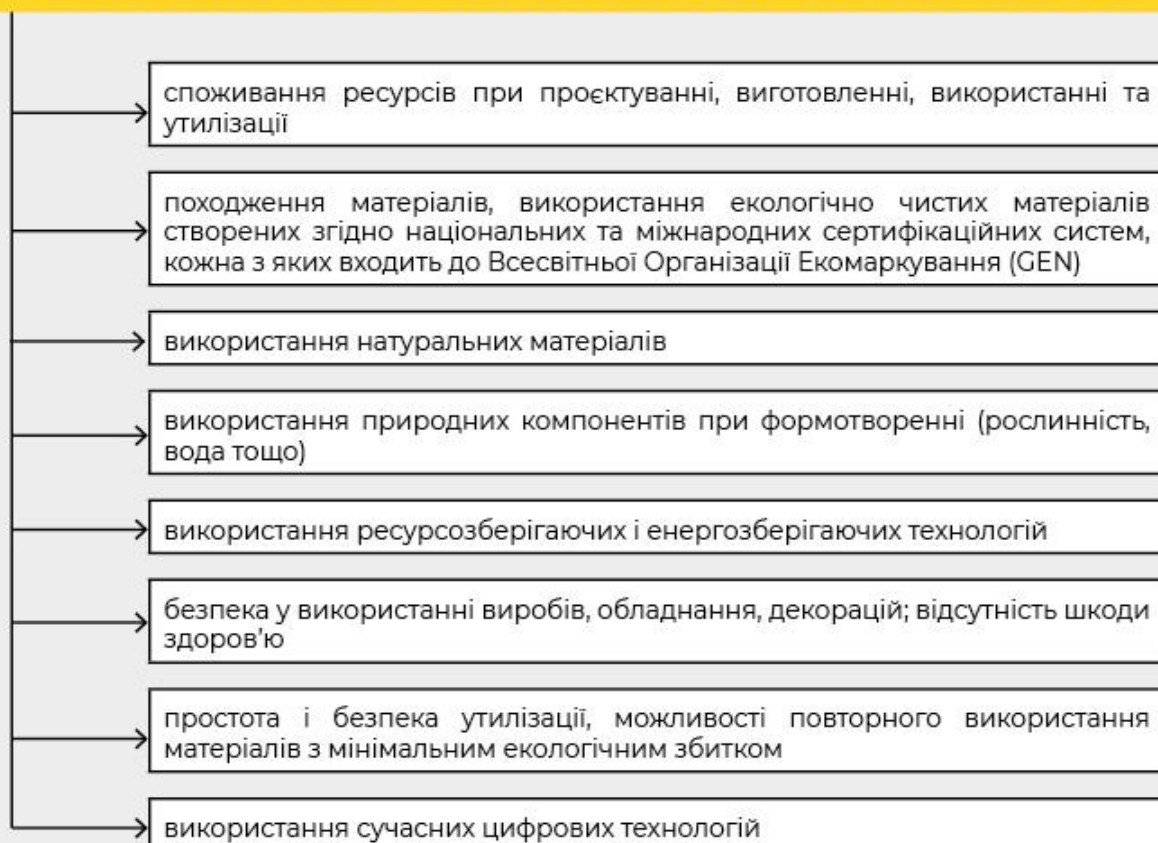 споживання ресурсів при проєктуванні, виготовленні, використанні та
утилізації
походження матеріалів, використання екологічно чистих матеріалів
створених згідно національних та міжнародних сертифікаційних систем,
кожна з яких входить до Всесвітньої Організації Екомаркування (GEN)
використання натуральних матеріалів
використання природних компонентів при формотворенні (рослинність,
вода тощо)
використання ресурсозберігаючих і енергозберігаючих технологій
безпека у використанні виробів, обладнання, декорацій; відсутність шкоди
здоров'ю
простота і безпека утилізації, можливості повторного використання
матеріалів з мінімальним екологічним збитком
використання сучасних цифрових технологій